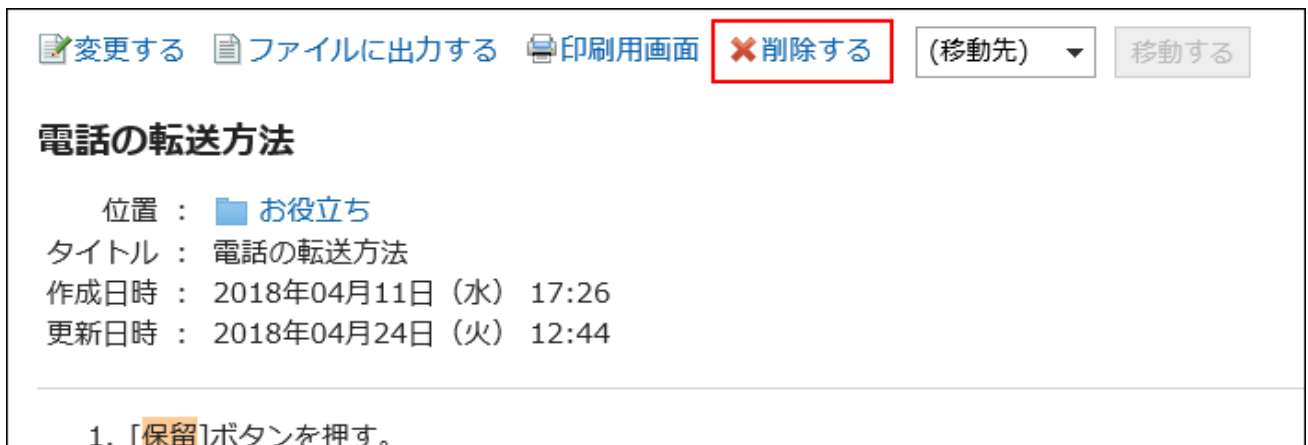 変更する ファイルに出力する 印刷用画面 削除する (移動先) 移動する
電話の転送方法
位置 : お役立ち
タイトル : 電話の転送方法
作成日時 : 2018年04月11日（水） 17:26
更新日時 : 2018年04月24日（火） 12:44
1. [保留]ボタンを押す。